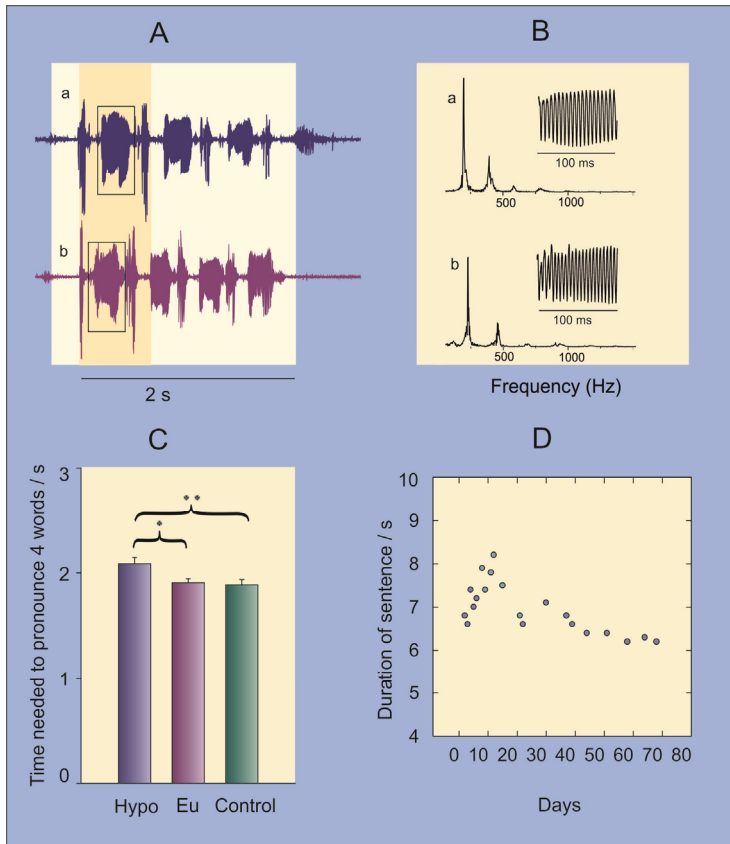 A
a
b
2 s
B
a
100 ms
500
1000
b
100 ms
500
1000
Frequency (Hz)
C
Time needed to pronounce 4 words / s
3
2
1
0
* *
*
Hypo
Eu
Control
D
Duration of sentence / s
10
9
8
7
6
5
4
0 10 20 30 40 50 60 70 80
Days